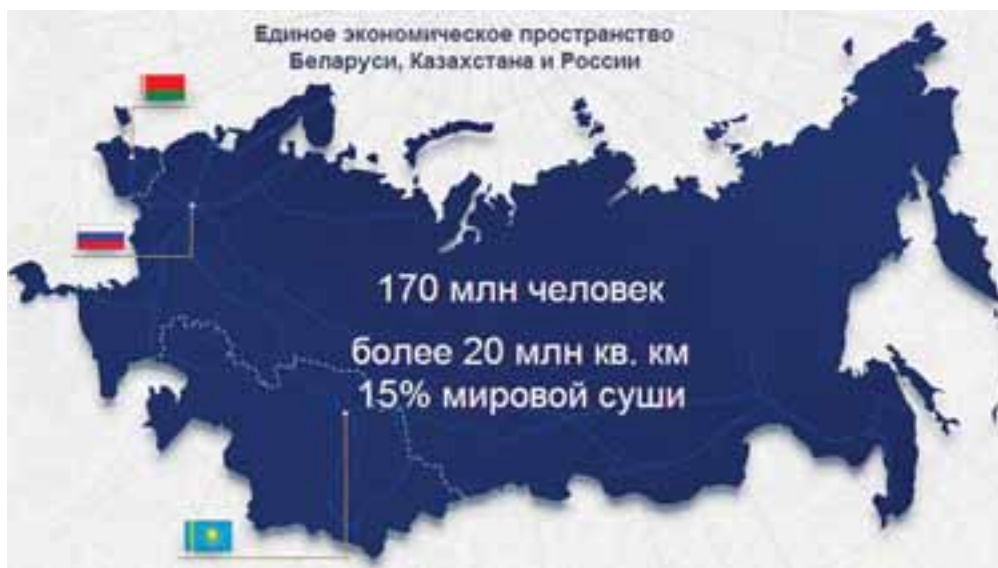 Единое экономическое пространство
Беларуси, Казахстана и России
170 млн человек
более 20 млн кв. км
15% мировой суши